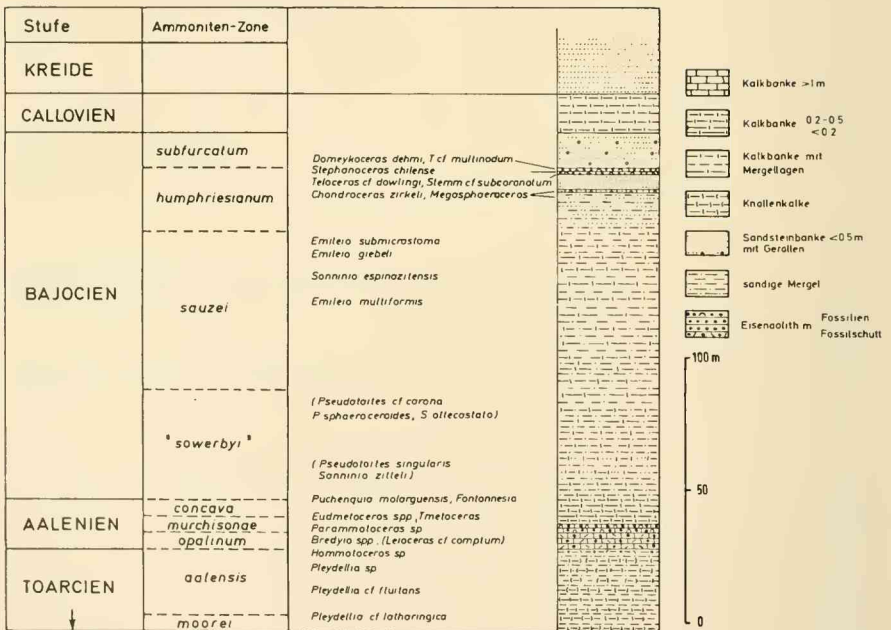 Stufe
Ammoniten-Zone
KREIDE
CALLOVIEN
BAJOCIEN
AALENIEN
TOARCIEN
subfurcatum
humphriesianum
sauzei
"sowerbyi"
concava
murchisonae
opalinum
aalensis
moorei
Domeykoceras dehmi, T cf multinodum
Stephanoceras chilense
Teloceras cf dowlingi, Stemm cf subcoronatum
Chondroceras zirkeli, Megasphaeroceras
Emileia submicrostoma
Emileia giebeli
Sonninia espinazitensis
Emileia multiformis
(Pseudotoites cf corona
P sphaeroceroides, S altecostata)
(Pseudotoites singularis
Sonninia zitteli)
Puchenquia malarguensis, Fontannesia
Eudmetoceras spp, Tmetoceras
Parammatoceras sp
Bredyia spp. (Leioceras cf comptum)
Hammatoceras sp
Pleydellia sp
Pleydellia cf fluitans
Pleydellia cf lotharingica
Kalkbanke >1m
Kalkbanke 0 2-0 5
<0 2
Kalkbanke mit
Mergellagen
Knollenkalke
Sandsteinbanke <0 5 m
mit Gerollen
sandige Mergel
Eisenoolith m Fossilien
Fossilschutt
100 m
50
0